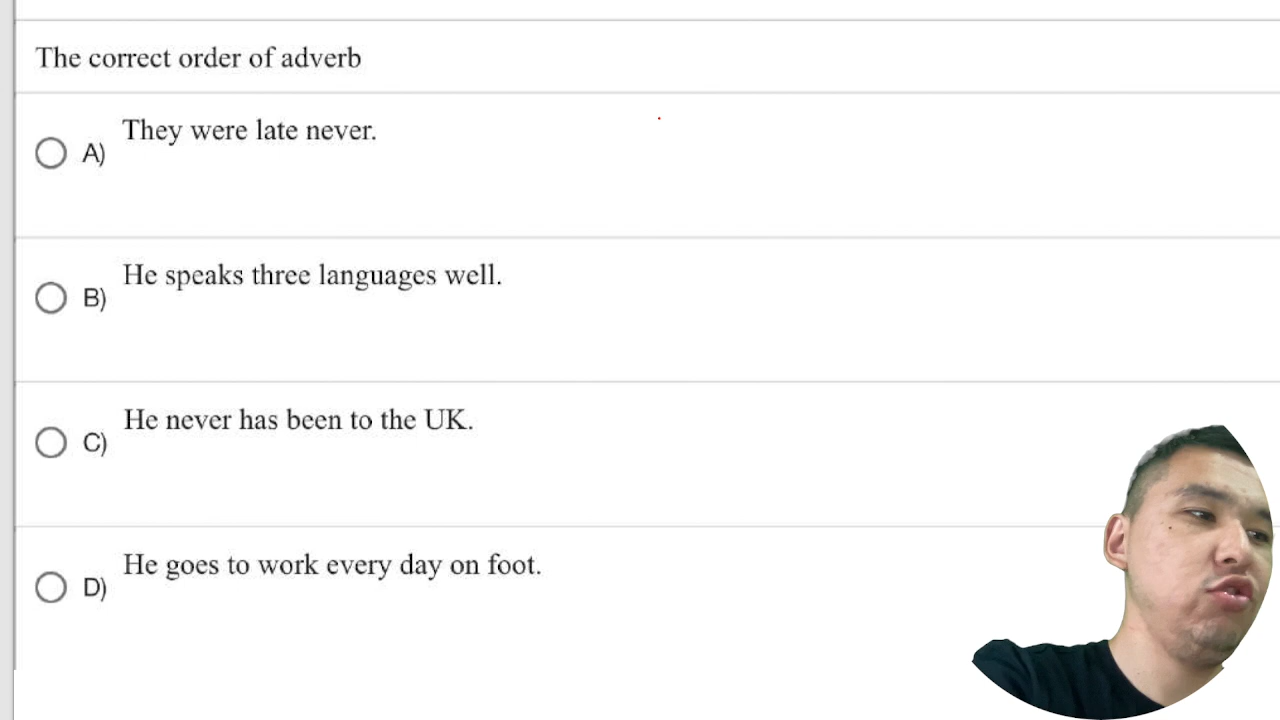 The correct order of adverb
A) They were late never.
B) He speaks three languages well.
C) He never has been to the UK.
D) He goes to work every day on foot.